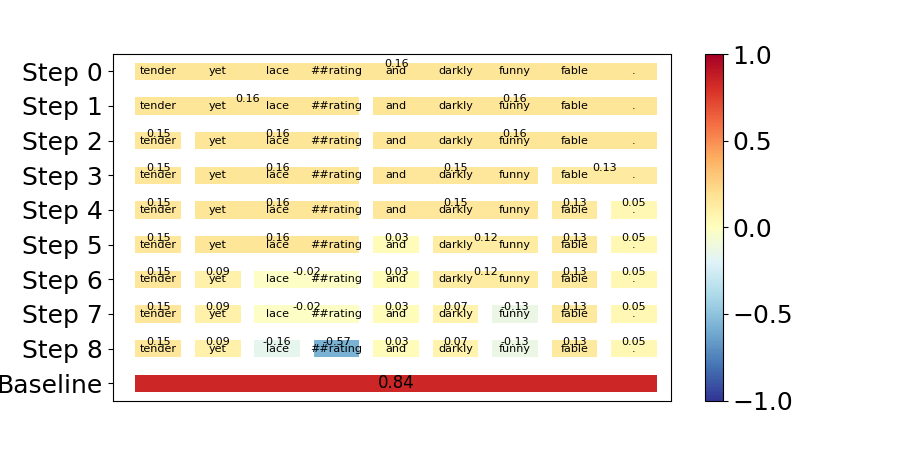 0.16
Step 0 tender yet lace ##rating and darkly funny fable .
0.16 0.16
Step 1 tender yet lace ##rating and darkly funny fable .
0.15 0.16 0.16
Step 2 tender yet lace ##rating and darkly funny fable .
0.15 0.16 0.15 0.13
Step 3 tender yet lace ##rating and darkly funny fable .
0.15 0.16 0.15 0.13 0.05
Step 4 tender yet lace ##rating and darkly funny fable .
0.15 0.16 0.03 0.12 0.13 0.05
Step 5 tender yet lace ##rating and darkly funny fable .
0.15 0.09 -0.02 0.03 0.12 0.13 0.05
Step 6 tender yet lace ##rating and darkly funny fable .
0.15 0.09 -0.02 0.03 0.07 -0.13 0.13 0.05
Step 7 tender yet lace ##rating and darkly funny fable .
0.15 0.09 -0.16 -0.57 0.03 0.07 -0.13 0.13 0.05
Step 8 tender yet lace ##rating and darkly funny fable .
Baseline 0.84
1.0
0.5
0.0
−0.5
−1.0